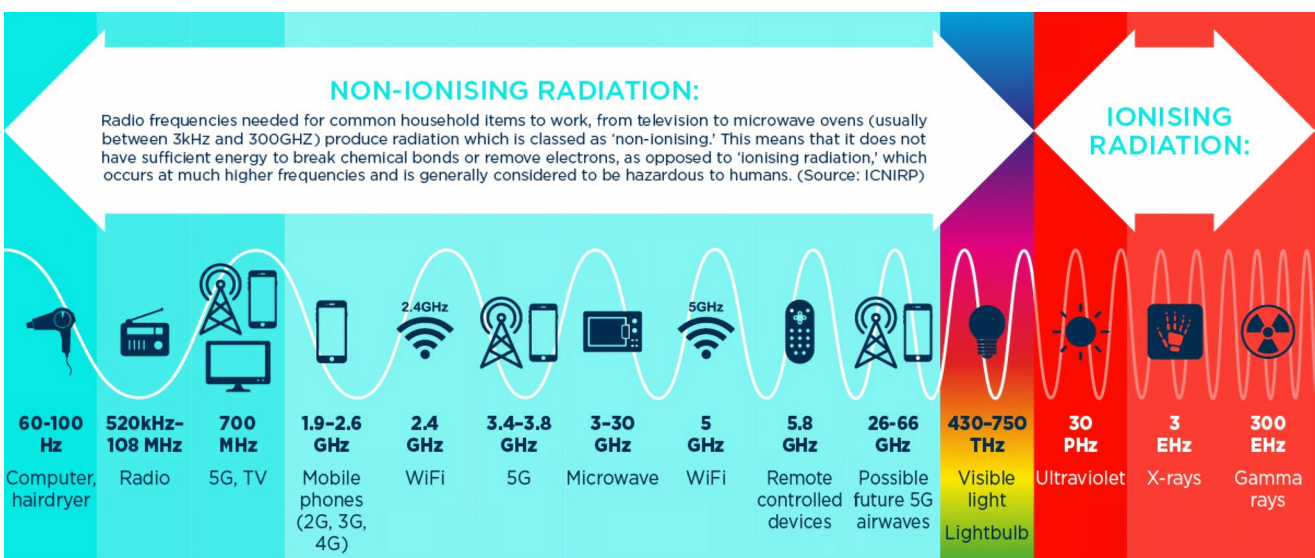 NON-IONISING RADIATION:
Radio frequencies needed for common household items to work, from television to microwave ovens (usually
between 3kHz and 300GHZ) produce radiation which is classed as ‘non-ionising.’ This means that it does not
have sufficient energy to break chemical bonds or remove electrons, as opposed to ‘ionising radiation,’ which
occurs at much higher frequencies and is generally considered to be hazardous to humans. (Source: ICNIRP)
IONISING
RADIATION:
2.4GHz
5GHz
60-100
Hz
Computer,
hairdryer
520kHz–
108 MHz
Radio
700
MHz
5G, TV
1.9–2.6
GHz
Mobile
phones
(2G, 3G,
4G)
2.4
GHz
WiFi
3.4–3.8
GHz
5G
3–30
GHz
Microwave
5
GHz
WiFi
5.8
GHz
Remote
controlled
devices
26-66
GHz
Possible
future 5G
airwaves
430–750
THz
Visible
light
Lightbulb
30
PHz
Ultraviolet
3
EHz
X-rays
300
EHz
Gamma
rays